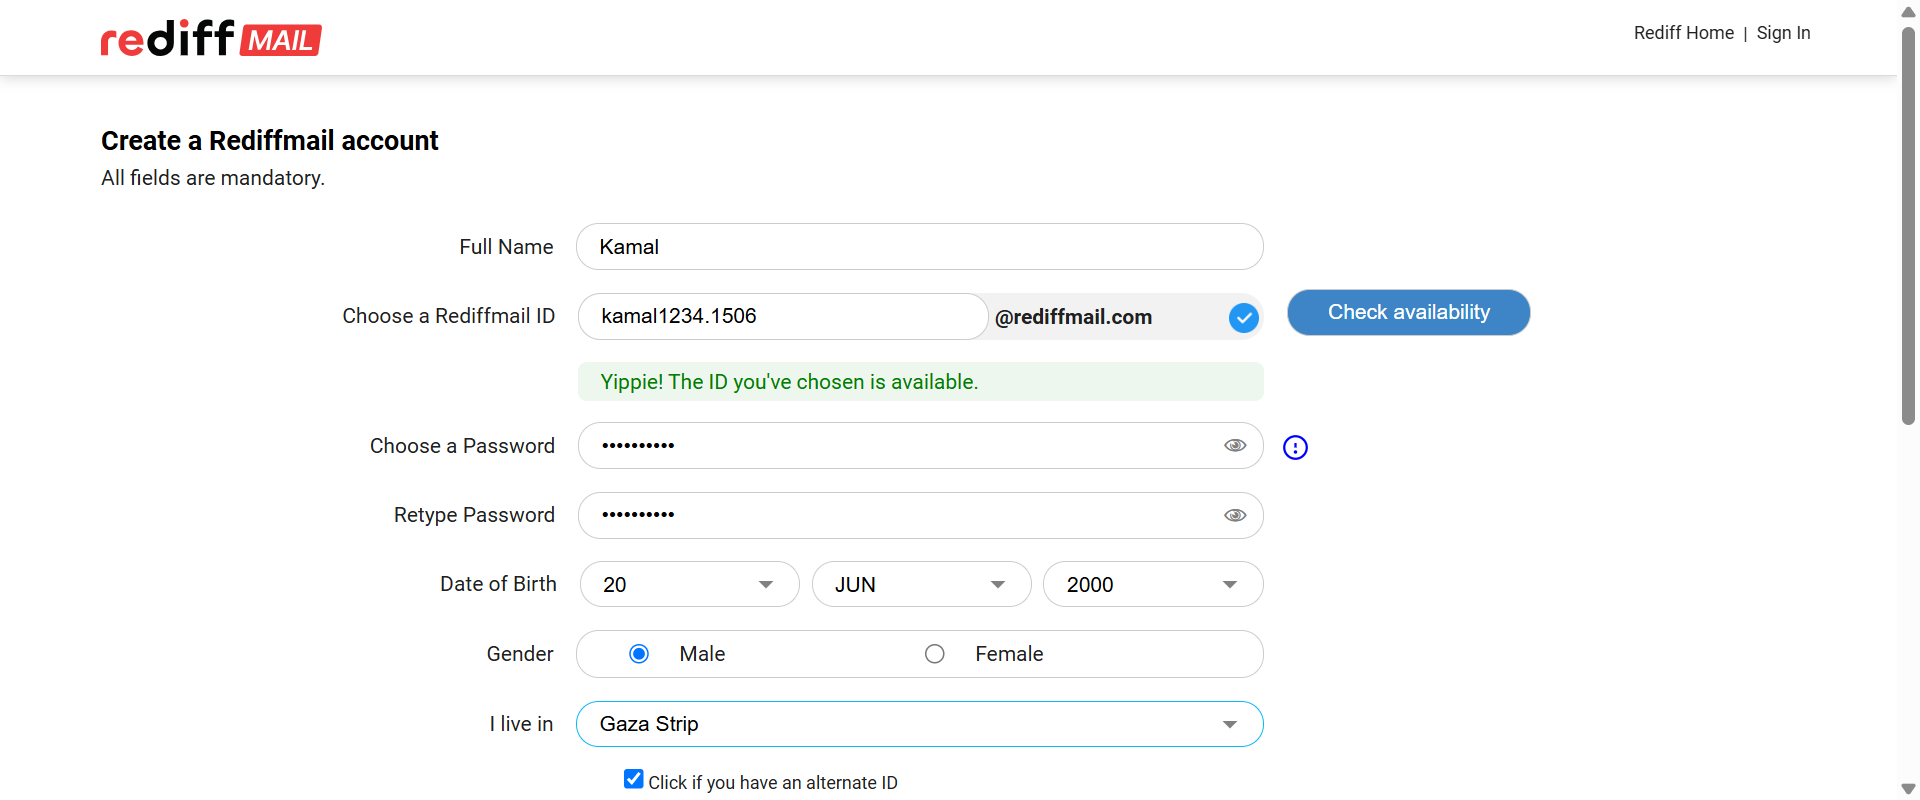 rediff MAIL
Rediff Home | Sign In
Create a Rediffmail account
All fields are mandatory.
Full Name Kamal
Choose a Rediffmail ID kamal1234.1506 @rediffmail.com Check availability
Yippie! The ID you've chosen is available.
Choose a Password ••••••••••
Retype Password ••••••••••
Date of Birth 20 JUN 2000
Gender Male Female
I live in Gaza Strip
Click if you have an alternate ID